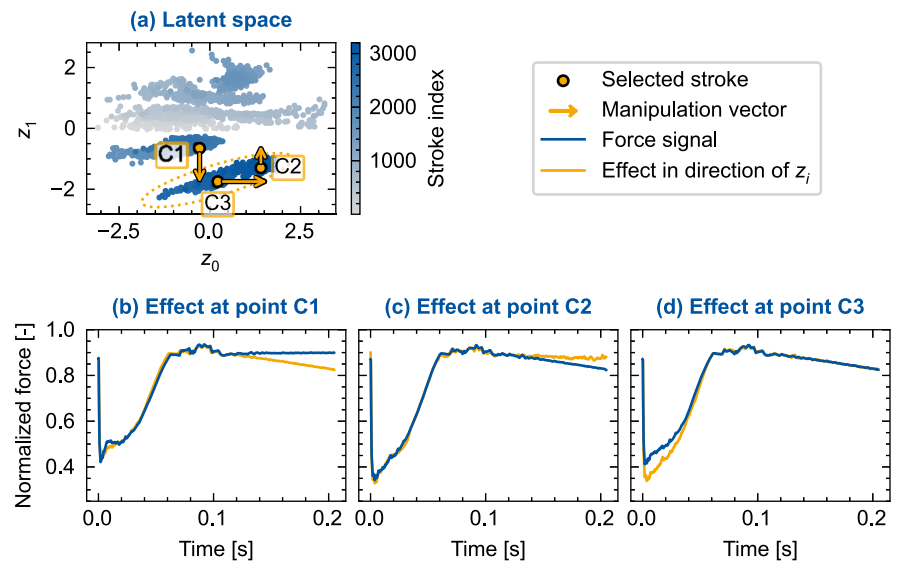 (a) Latent space
2
0
−2
z1
−2.5
0.0
2.5
z0
C1
C2
C3
3000
2000
1000
Stroke index
Selected stroke
Manipulation vector
Force signal
Effect in direction of zi
(b) Effect at point C1
(c) Effect at point C2
(d) Effect at point C3
Normalized force [-]
1.0
0.8
0.6
0.4
0.0
0.1
0.2
Time [s]
0.0
0.1
0.2
Time [s]
0.0
0.1
0.2
Time [s]